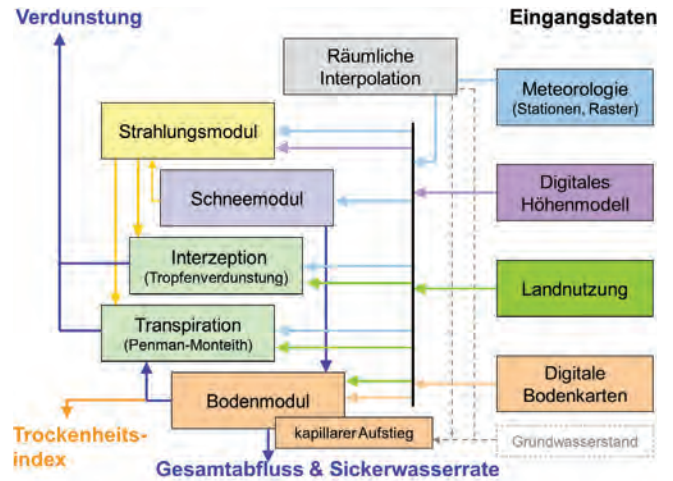 Verdunstung
Eingangsdaten
Räumliche
Interpolation
Meteorologie
(Stationen, Raster)
Strahlungsmodul
Schneemodul
Digitales
Höhenmodell
Interzeption
(Tropfenverdunstung)
Landnutzung
Transpiration
(Penman-Monteith)
Bodenmodul
Digitale
Bodenkarten
kapillarer Aufstieg
Grundwasserstand
Trockenheits-
index
Gesamtabfluss & Sickerwasserrate